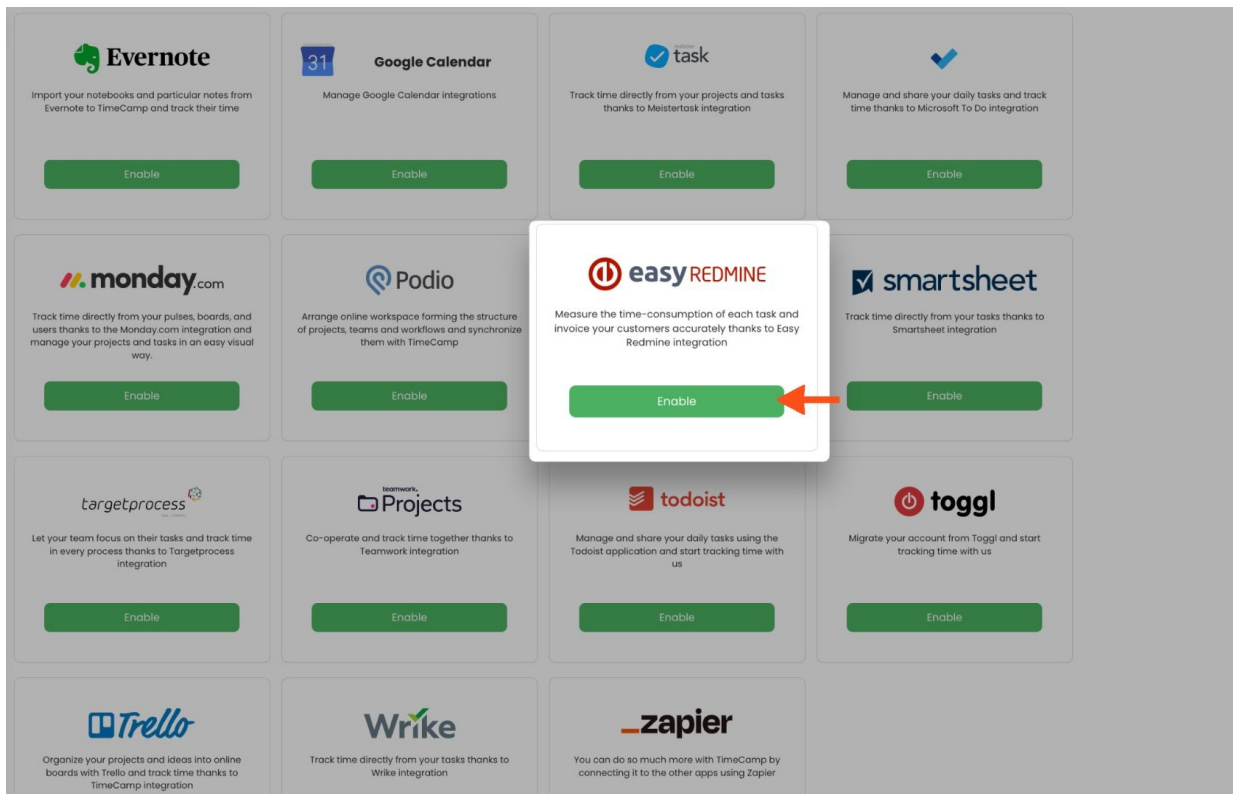 Evernote
Import your notebooks and particular notes from
Evernote to TimeCamp and track their time
Enable
31
Google Calendar
Manage Google Calendar integrations
Enable
task
Track time directly from your projects and tasks
thanks to Meistertask integration
Enable
Manage and share your daily tasks and track
time thanks to Microsoft To Do integration
Enable
monday.com
Track time directly from your pulses, boards, and
users thanks to the Monday.com integration and
manage your projects and tasks in an easy visual
way.
Enable
Podio
Arrange online workspace forming the structure
of projects, teams and workflows and synchronize
them with TimeCamp
Enable
easy REDMINE
Measure the time-consumption of each task and
invoice your customers accurately thanks to Easy
Redmine integration
Enable
smartsheet
Track time directly from your tasks thanks to
Smartsheet integration
Enable
targetprocess
Let your team focus on their tasks and track time
in every process thanks to Targetprocess
integration
Enable
teamwork.
Projects
Co-operate and track time together thanks to
Teamwork integration
Enable
todoist
Manage and share your daily tasks using the
Todoist application and start tracking time with
us
Enable
toggl
Migrate your account from Toggl and start
tracking time with us
Enable
Trello
Organize your projects and ideas into online
boards with Trello and track time thanks to
TimeCamp integration
Wrike
Track time directly from your tasks thanks to
Wrike integration
_zapier
You can do so much more with TimeCamp by
connecting it to the other apps using Zapier